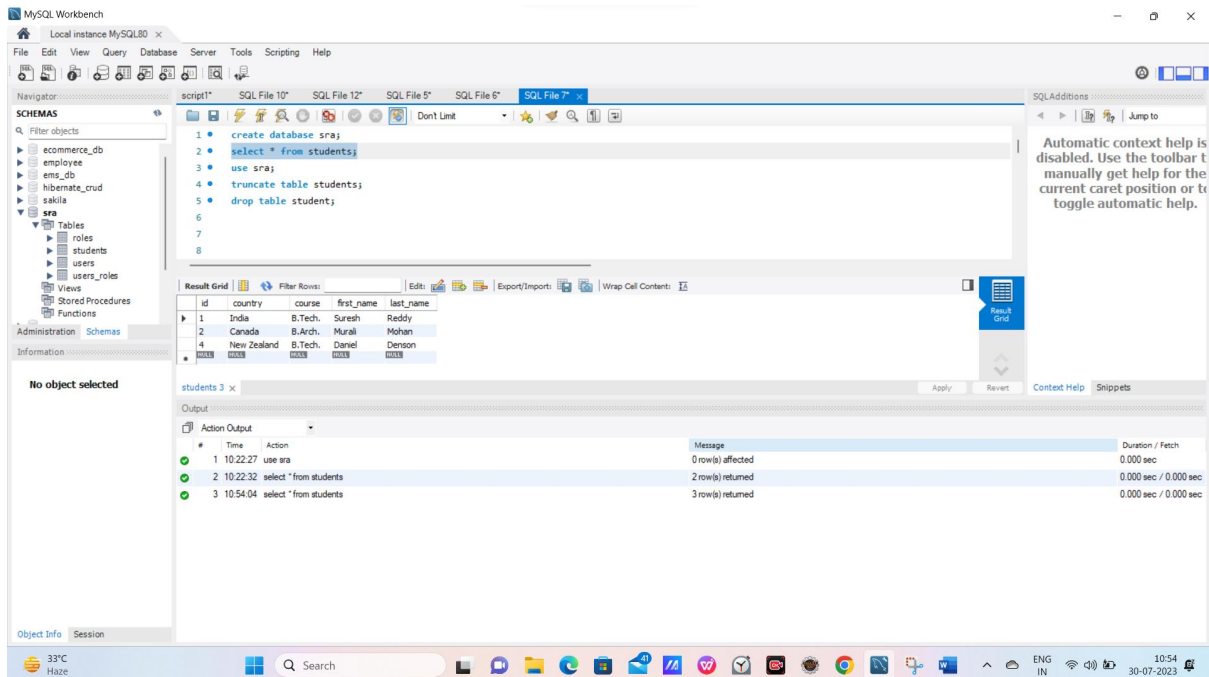 MySQL Workbench
Local instance MySQL80 ×
File Edit View Query Database Server Tools Scripting Help
Navigator
SCHEMAS
Filter objects
ecommerce_db
employee
ems_db
hibernate_crud
sakila
sra
Tables
roles
students
users
users_roles
Views
Stored Procedures
Functions
Administration Schemas
Information
No object selected
Object Info Session
script1* SQL File 10* SQL File 12* SQL File 5* SQL File 6* SQL File 7* ×
Don't Limit
1 create database sra;
2 select * from students;
3 use sra;
4 truncate table students;
5 drop table student;
6
7
8
Result Grid Filter Rows: Edit: Export/Import: Wrap Cell Content:
id country course first_name last_name
1 India B.Tech. Suresh Reddy
2 Canada B.Arch. Murali Mohan
4 New Zealand B.Tech. Daniel Denson
NULL NULL NULL NULL NULL
Result Grid
students 3 ×
Apply Revert
Output
Action Output
# Time Action Message Duration / Fetch
1 10:22:27 use sra 0 row(s) affected 0.000 sec
2 10:22:32 select * from students 2 row(s) returned 0.000 sec / 0.000 sec
3 10:54:04 select * from students 3 row(s) returned 0.000 sec / 0.000 sec
SQLAdditions
Jump to
Automatic context help is
disabled. Use the toolbar t
manually get help for the
current caret position or to
toggle automatic help.
Context Help Snippets
33°C
Haze
Search
41
ENG
IN
10:54
30-07-2023